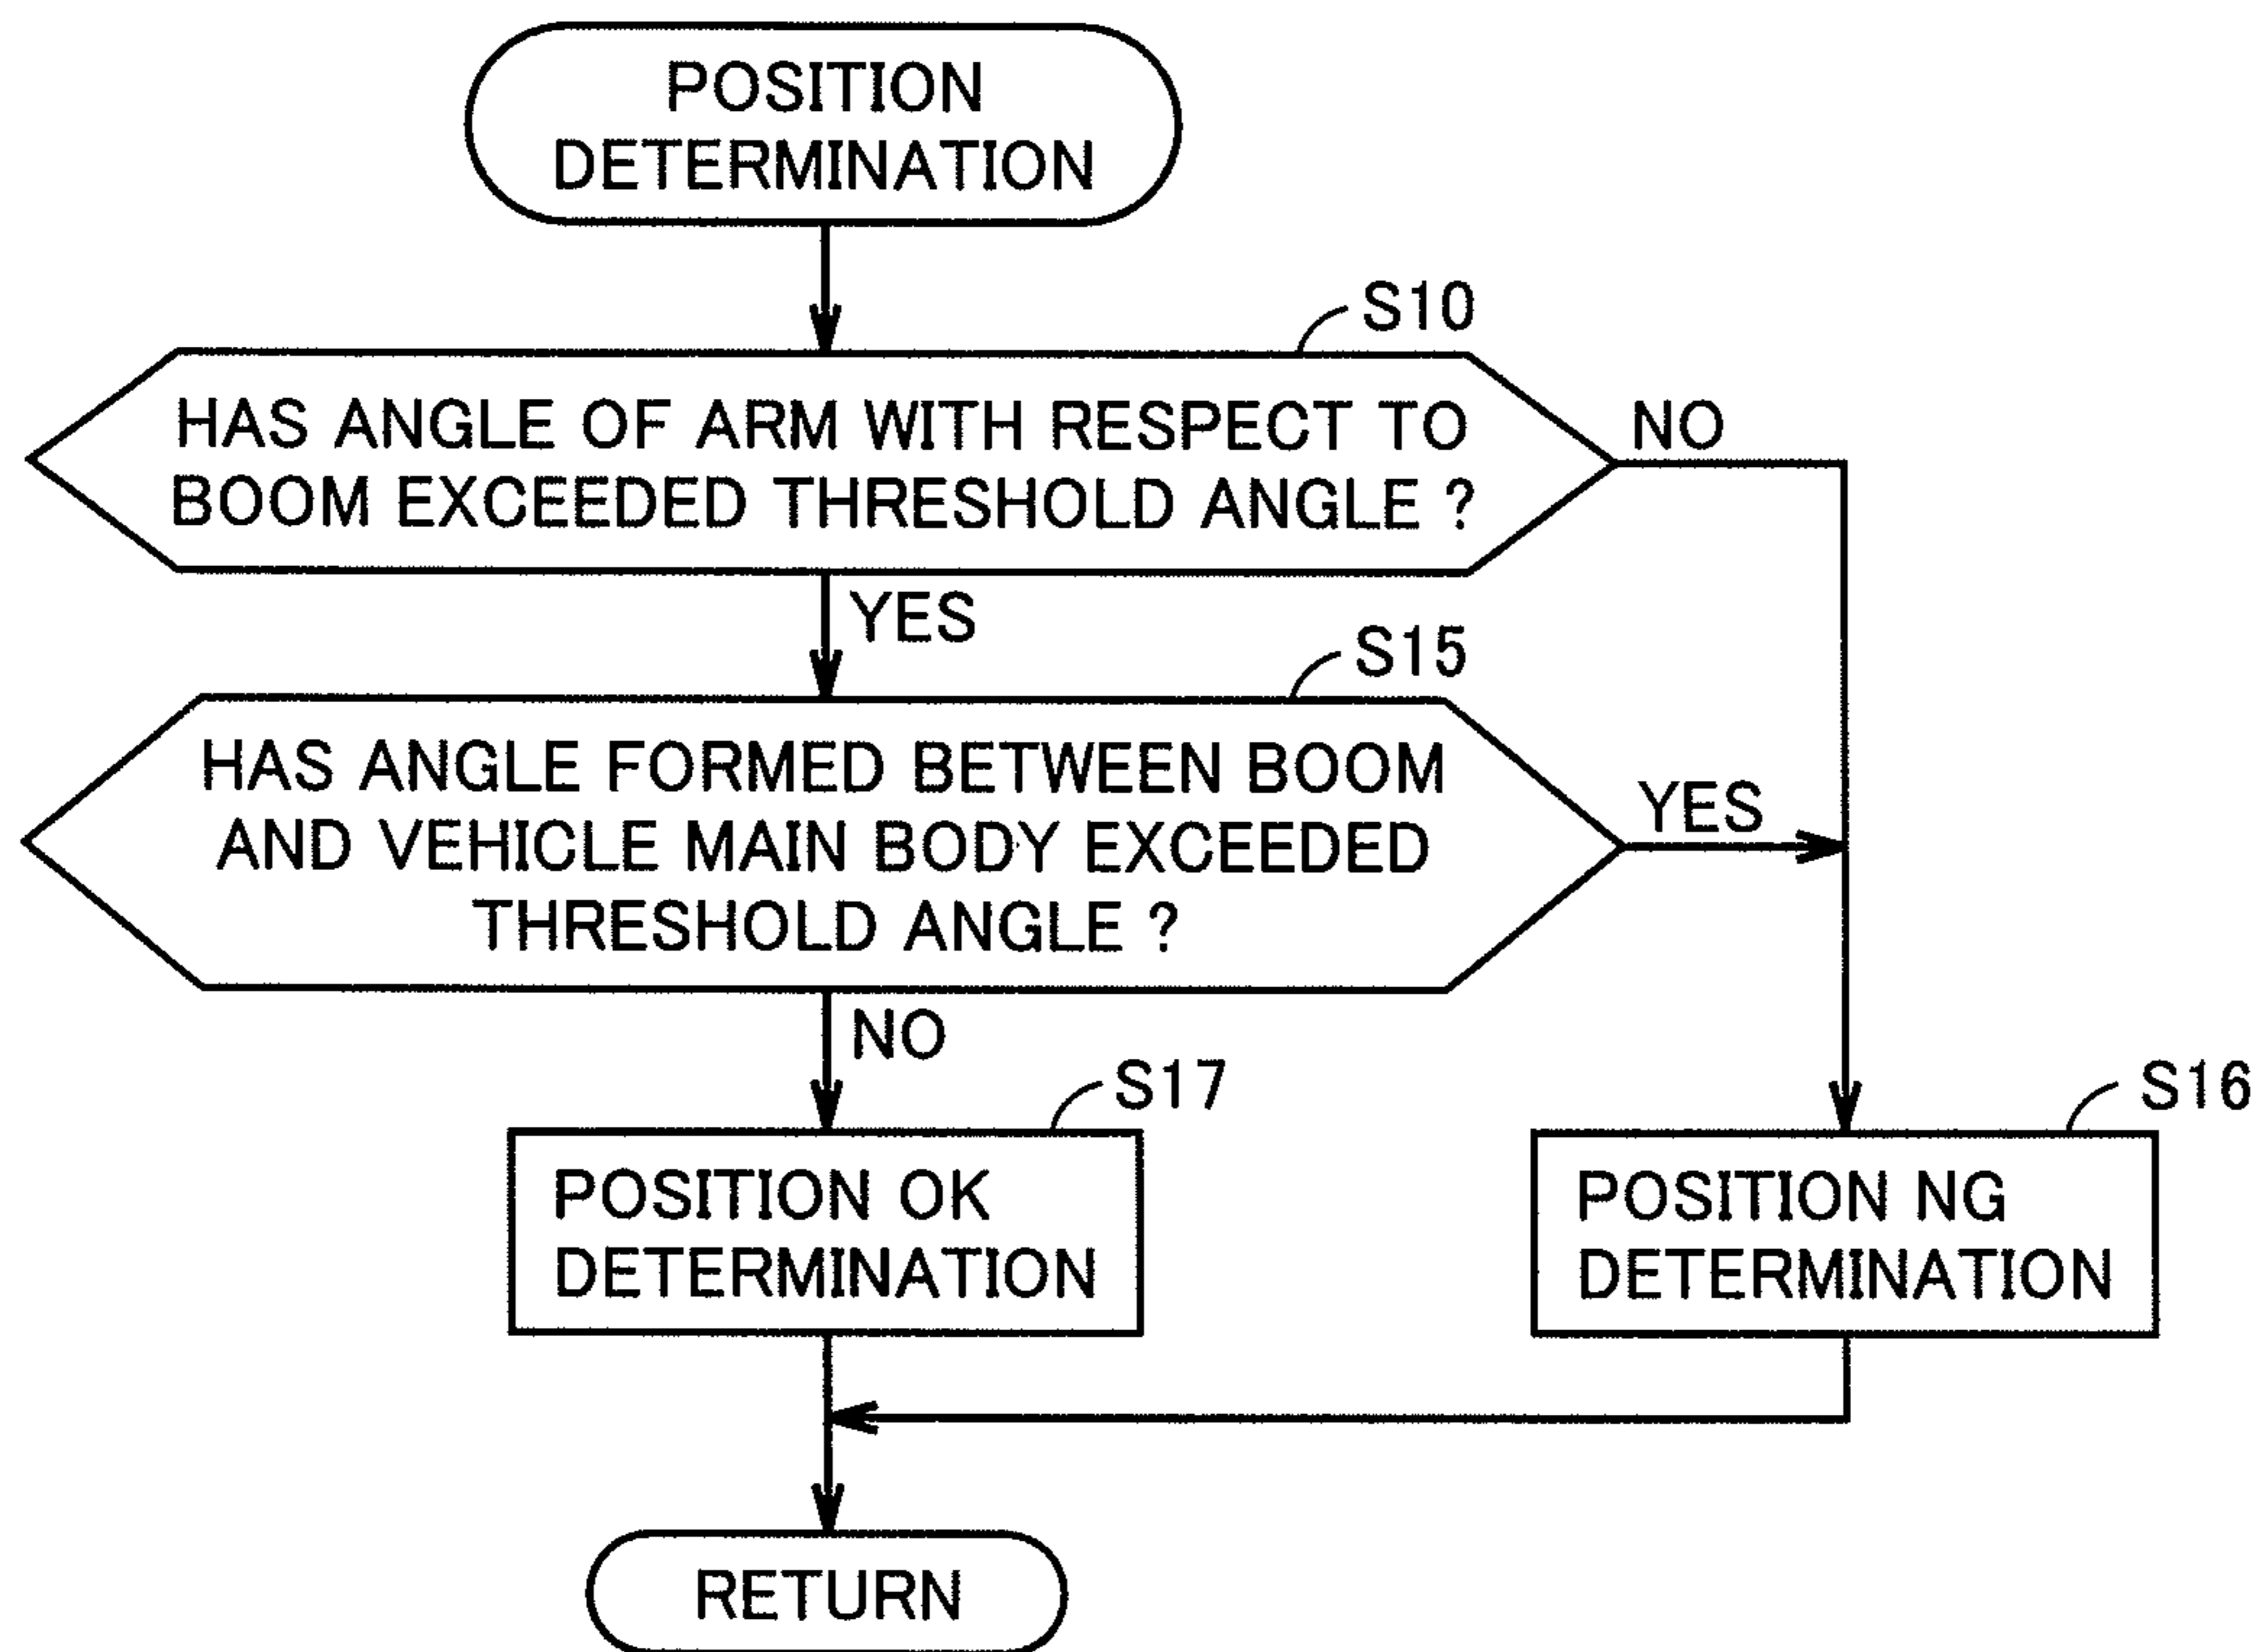 POSITION
DETERMINATION
S10
HAS ANGLE OF ARM WITH RESPECT TO
BOOM EXCEEDED THRESHOLD ANGLE ?
NO
YES
S15
HAS ANGLE FORMED BETWEEN BOOM
AND VEHICLE MAIN BODY EXCEEDED
THRESHOLD ANGLE ?
YES
NO
S17
POSITION OK
DETERMINATION
S16
POSITION NG
DETERMINATION
RETURN